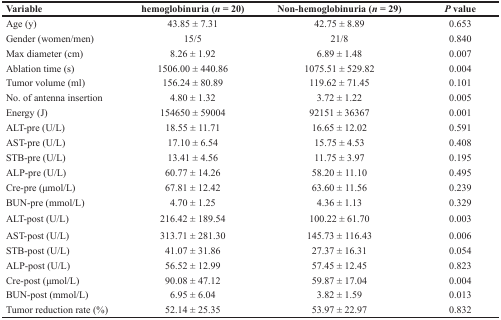 Variable hemoglobinuria (n = 20) Non-hemoglobinuria (n = 29) P value
Age (y) 43.85 ± 7.31 42.75 ± 8.89 0.653
Gender (women/men) 15/5 21/8 0.840
Max diameter (cm) 8.26 ± 1.92 6.89 ± 1.48 0.007
Ablation time (s) 1506.00 ± 440.86 1075.51 ± 529.82 0.004
Tumor volume (ml) 156.24 ± 80.89 119.62 ± 71.45 0.101
No. of antenna insertion 4.80 ± 1.32 3.72 ± 1.22 0.005
Energy (J) 154650 ± 59004 92151 ± 36367 0.001
ALT-pre (U/L) 18.55 ± 11.71 16.65 ± 12.02 0.591
AST-pre (U/L) 17.10 ± 6.54 15.75 ± 4.53 0.408
STB-pre (U/L) 13.41 ± 4.56 11.75 ± 3.97 0.195
ALP-pre (U/L) 60.77 ± 14.26 58.20 ± 11.10 0.495
Cre-pre (μmol/L) 67.81 ± 12.42 63.60 ± 11.56 0.239
BUN-pre (mmol/L) 4.70 ± 1.25 4.36 ± 1.13 0.329
ALT-post (U/L) 216.42 ± 189.54 100.22 ± 61.70 0.003
AST-post (U/L) 313.71 ± 281.30 145.73 ± 116.43 0.006
STB-post (U/L) 41.07 ± 31.86 27.37 ± 16.31 0.054
ALP-post (U/L) 56.52 ± 12.99 57.45 ± 12.45 0.823
Cre-post (μmol/L) 90.08 ± 47.12 59.87 ± 17.04 0.004
BUN-post (mmol/L) 6.95 ± 6.04 3.82 ± 1.59 0.013
Tumor reduction rate (%) 52.14 ± 25.35 53.97 ± 22.97 0.832